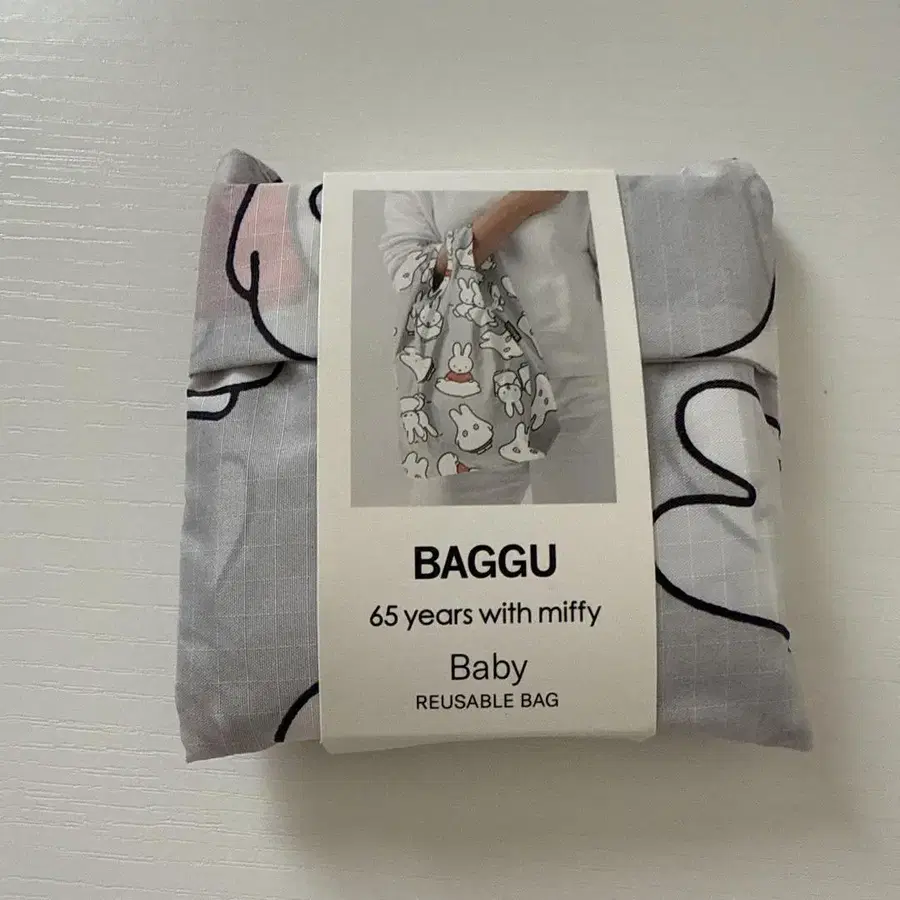 BAGGU
65 years with miffy
Baby
REUSABLE BAG